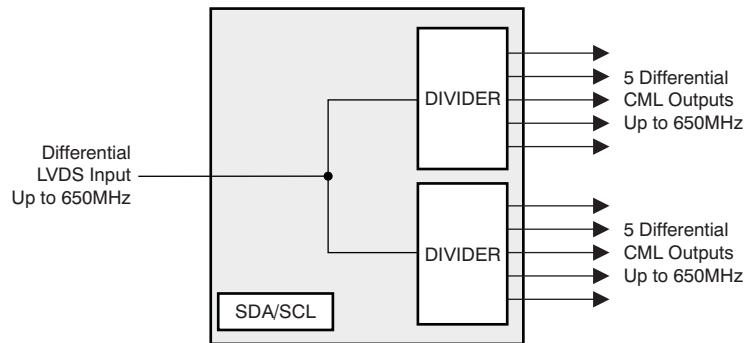 Differential
LVDS Input
Up to 650MHz
DIVIDER
5 Differential
CML Outputs
Up to 650MHz
DIVIDER
5 Differential
CML Outputs
Up to 650MHz
SDA/SCL